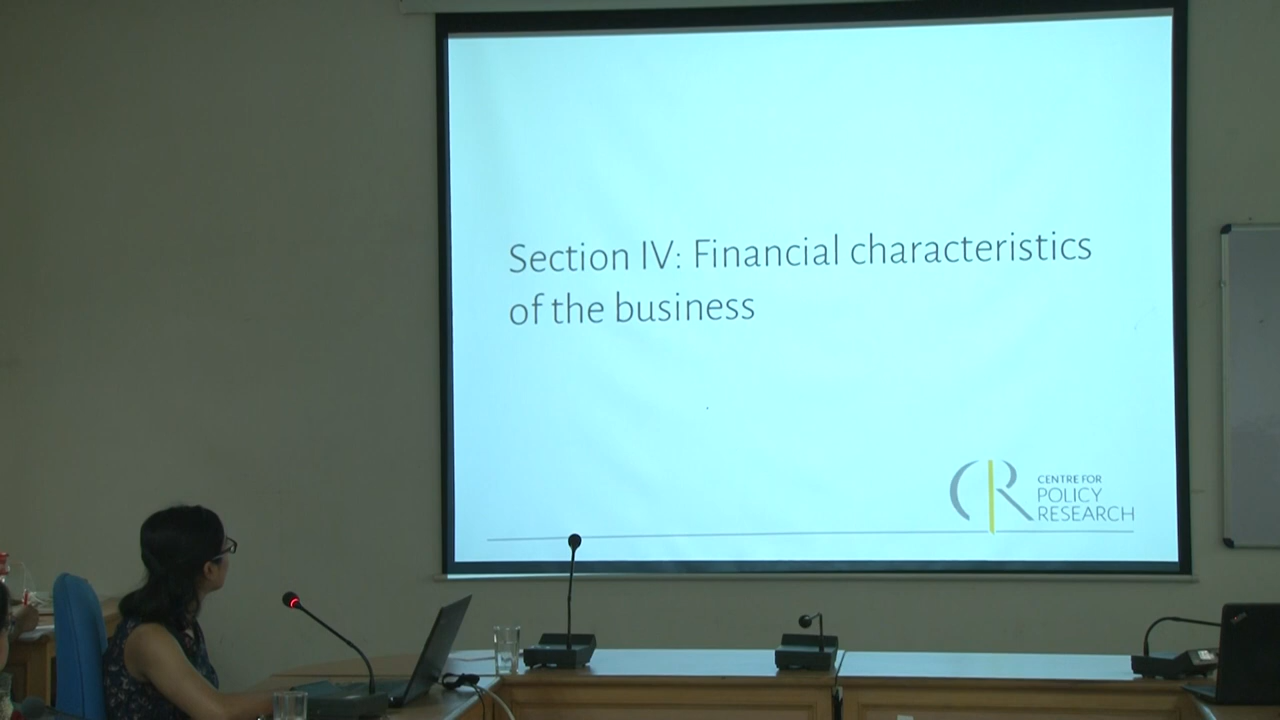 Section IV: Financial characteristics
of the business
CENTRE FOR
POLICY
RESEARCH